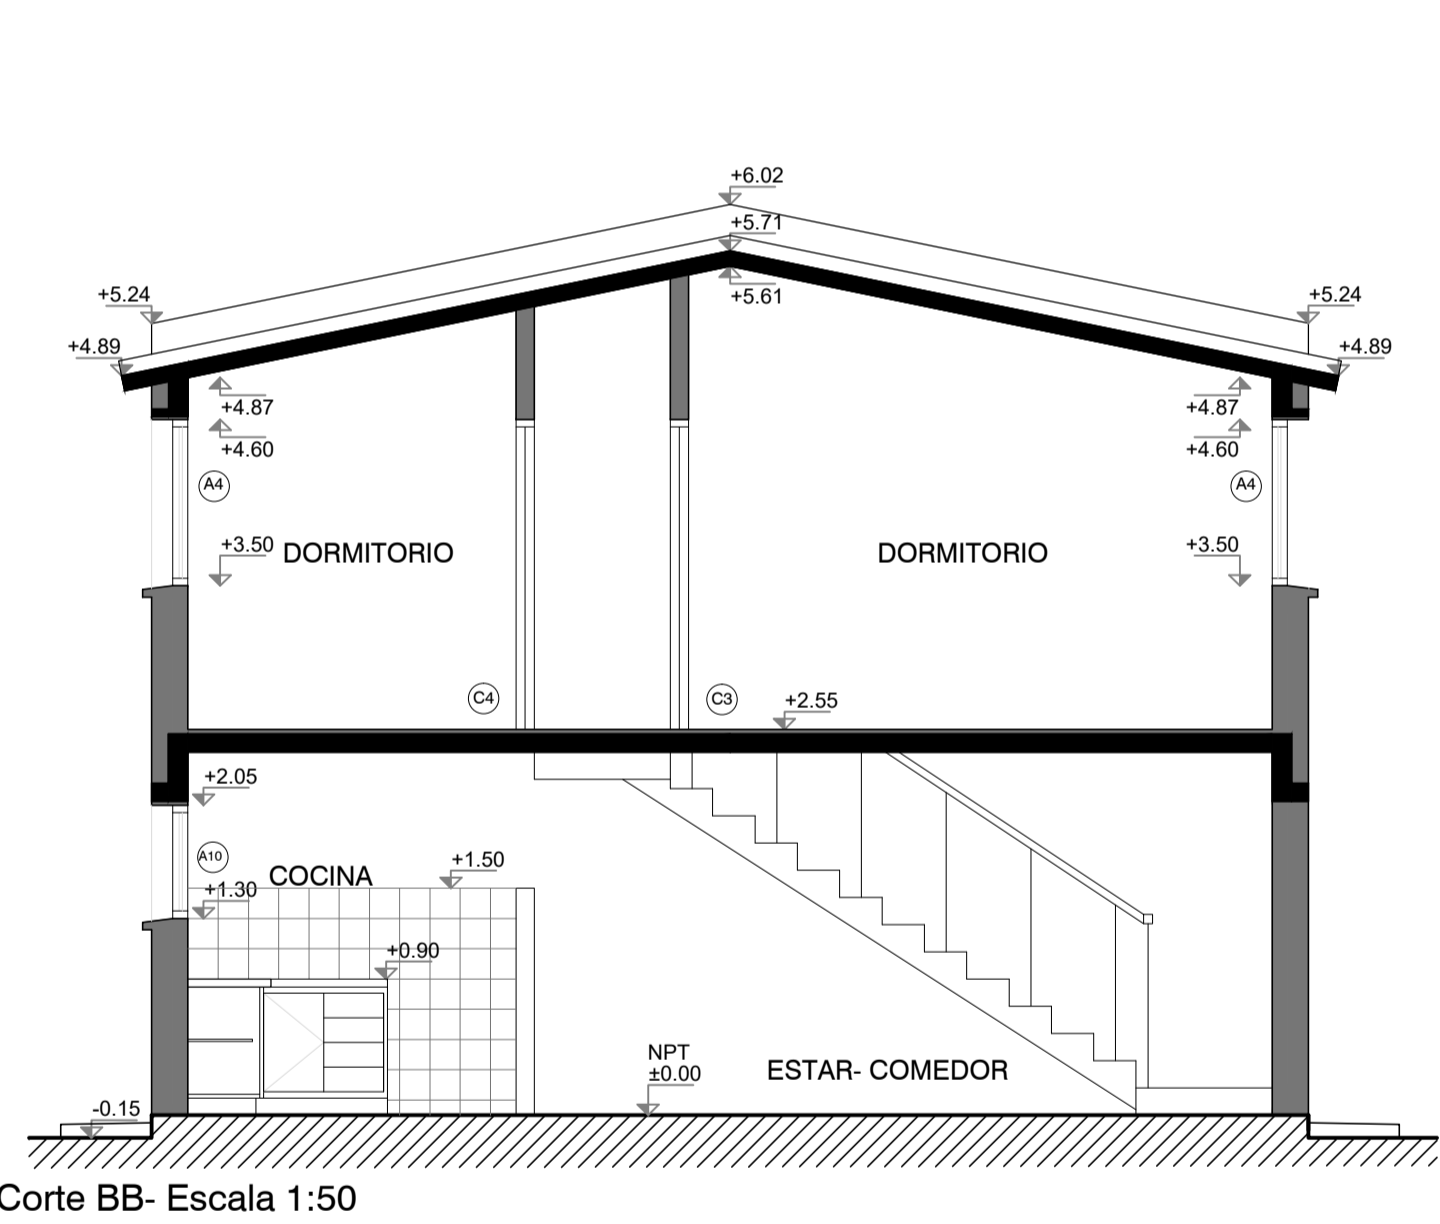 +6.02
+5.71
+5.61
+5.24
+5.24
+4.89
+4.89
+4.87
+4.87
+4.60
+4.60
A4
A4
+3.50
DORMITORIO
DORMITORIO
+3.50
C4
C3
+2.55
+2.05
A10
COCINA
+1.50
+1.30
+0.90
NPT
±0.00
ESTAR- COMEDOR
-0.15
Corte BB- Escala 1:50